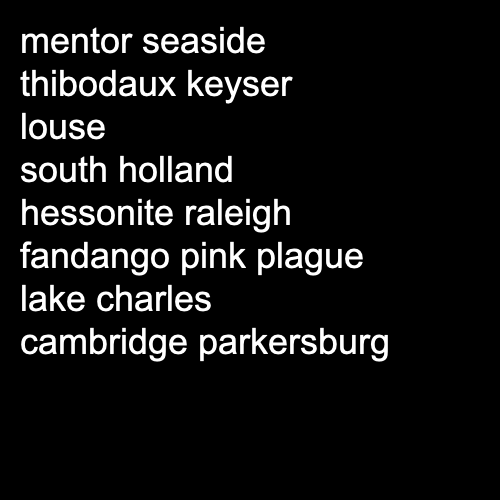 mentor seaside
thibodaux keyser
louse
south holland
hessonite raleigh
fandango pink plague
lake charles
cambridge parkersburg